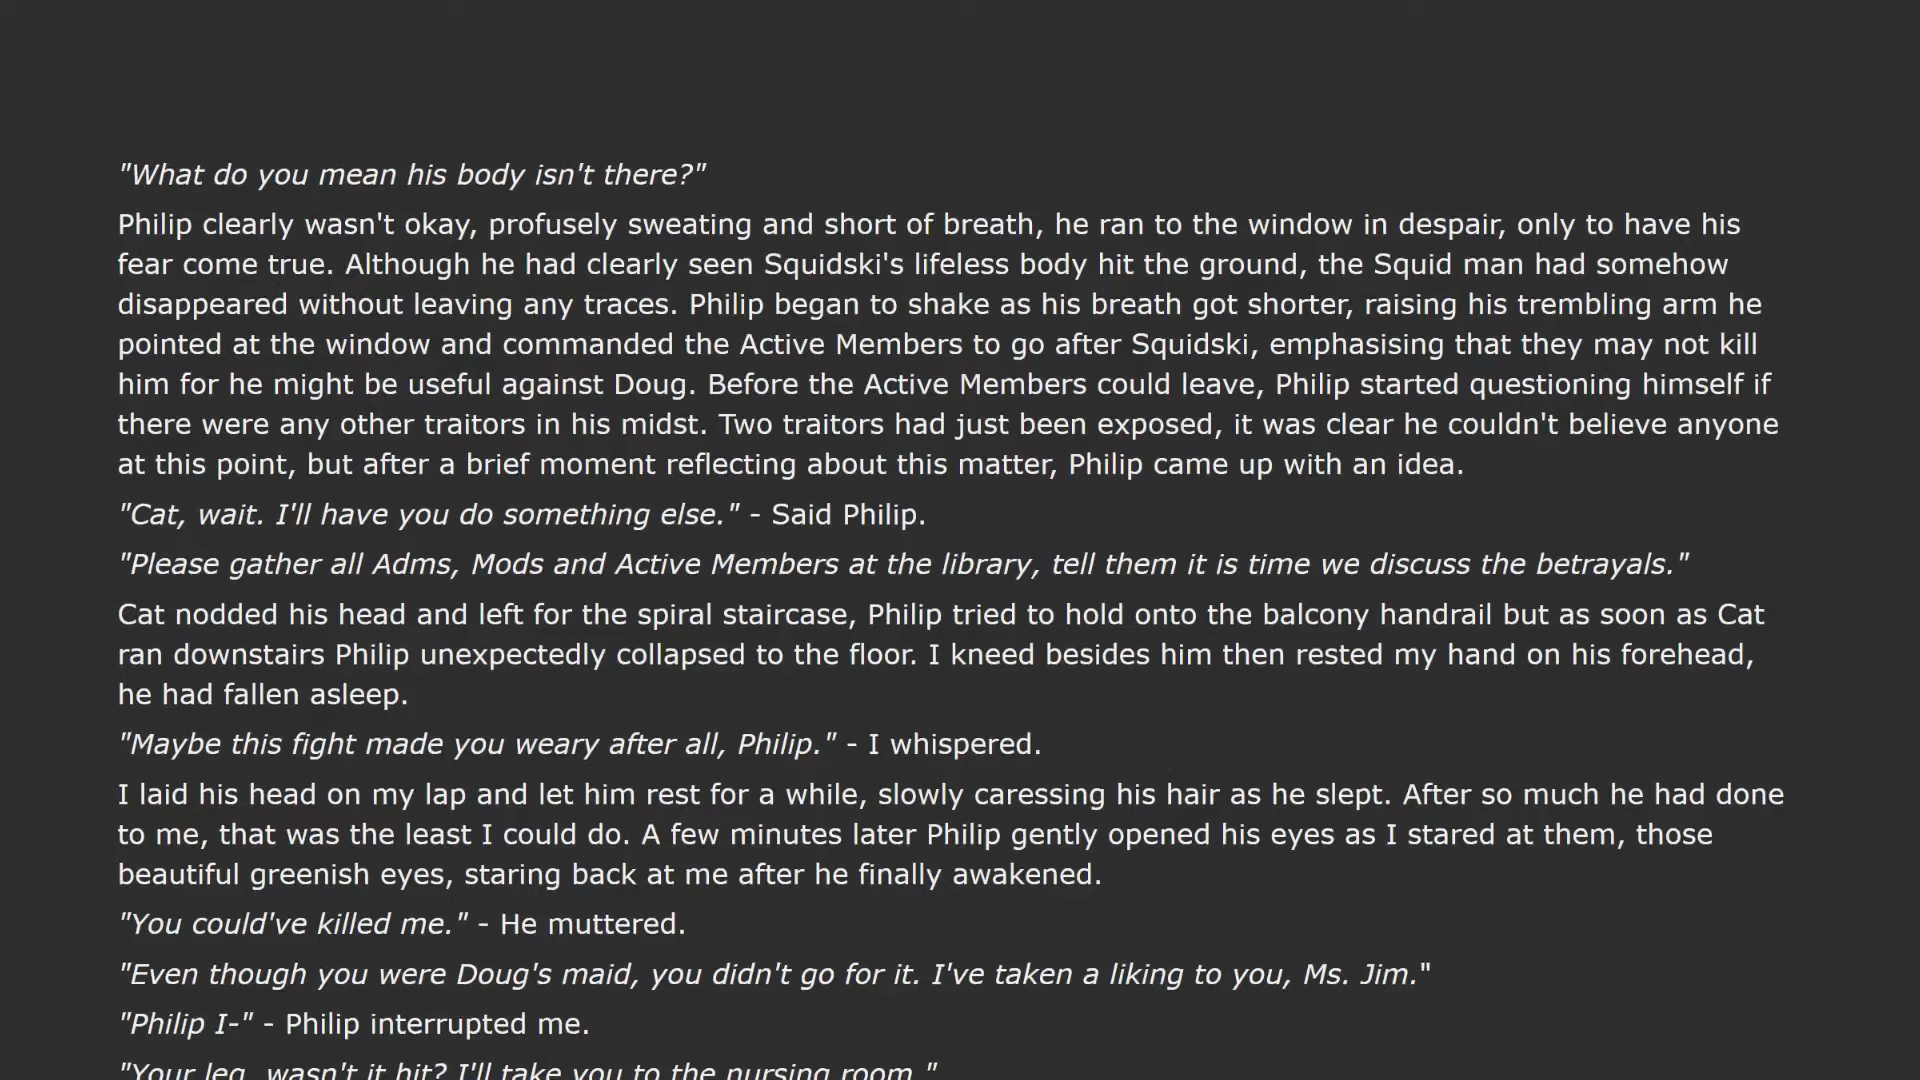 "What do you mean his body isn't there?"
Philip clearly wasn't okay, profusely sweating and short of breath, he ran to the window in despair, only to have his
fear come true. Although he had clearly seen Squidski's lifeless body hit the ground, the Squid man had somehow
disappeared without leaving any traces. Philip began to shake as his breath got shorter, raising his trembling arm he
pointed at the window and commanded the Active Members to go after Squidski, emphasising that they may not kill
him for he might be useful against Doug. Before the Active Members could leave, Philip started questioning himself if
there were any other traitors in his midst. Two traitors had just been exposed, it was clear he couldn't believe anyone
at this point, but after a brief moment reflecting about this matter, Philip came up with an idea.
"Cat, wait. I'll have you do something else." - Said Philip.
"Please gather all Adms, Mods and Active Members at the library, tell them it is time we discuss the betrayals."
Cat nodded his head and left for the spiral staircase, Philip tried to hold onto the balcony handrail but as soon as Cat
ran downstairs Philip unexpectedly collapsed to the floor. I kneed besides him then rested my hand on his forehead,
he had fallen asleep.
"Maybe this fight made you weary after all, Philip." - I whispered.
I laid his head on my lap and let him rest for a while, slowly caressing his hair as he slept. After so much he had done
to me, that was the least I could do. A few minutes later Philip gently opened his eyes as I stared at them, those
beautiful greenish eyes, staring back at me after he finally awakened.
"You could've killed me." - He muttered.
"Even though you were Doug's maid, you didn't go for it. I've taken a liking to you, Ms. Jim."
"Philip I-" - Philip interrupted me.
"Your leg, wasn't it hit? I'll take you to the nursing room."